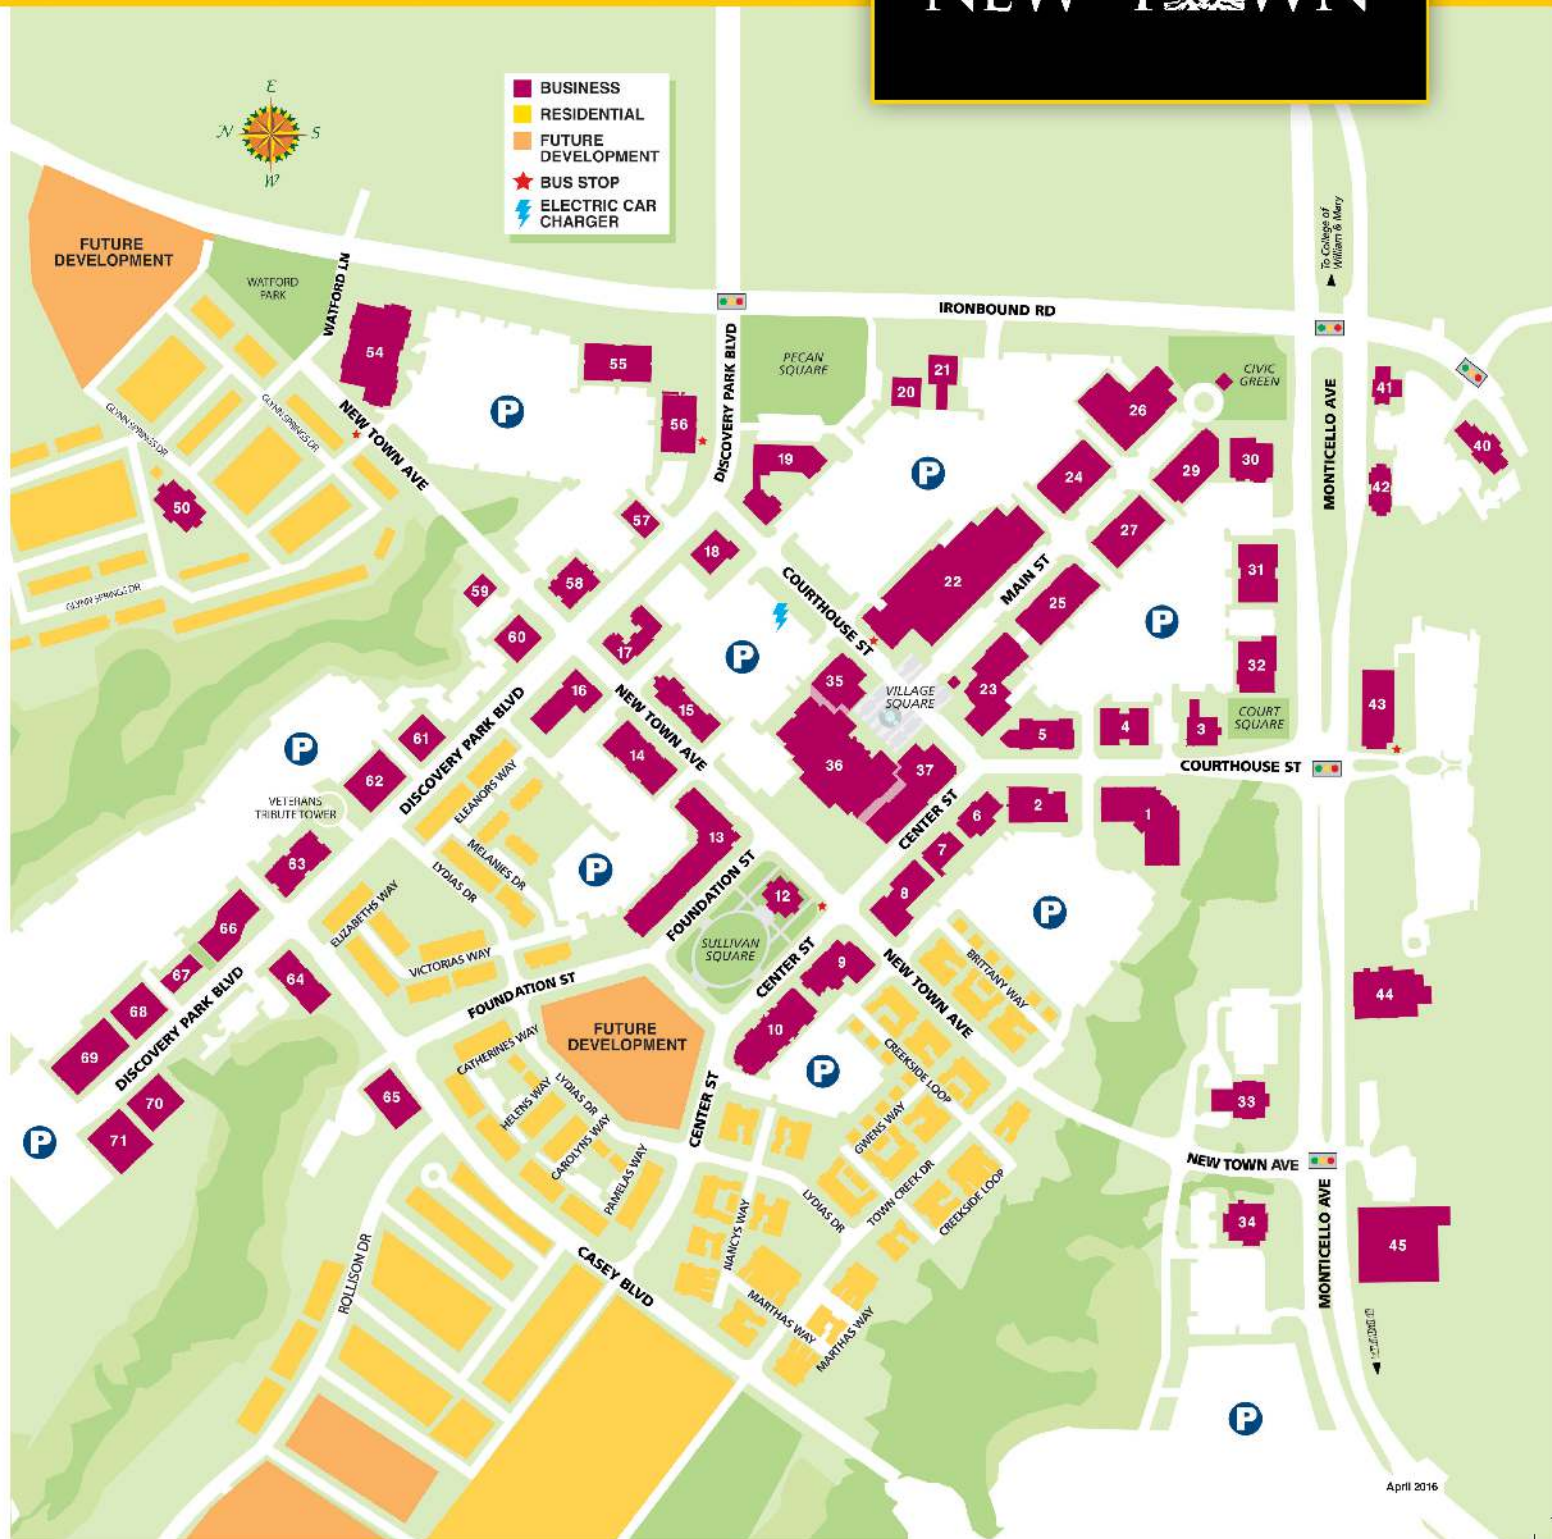 NEW TOWN
E
N
S
W
BUSINESS
RESIDENTIAL
FUTURE
DEVELOPMENT
BUS STOP
ELECTRIC CAR
CHARGER
To College of
William & Mary
FUTURE
DEVELOPMENT
WATFORD
PARK
WATFORD LN
IRONBOUND RD
54
55
56
DISCOVERY PARK BLVD
PECAN
SQUARE
20
21
26
CIVIC
GREEN
MONTICELLO AVE
41
40
42
GLYNN SPRINGS DR
GLYNN SPRINGS DR
NEW TOWN AVE
P
P
19
24
29
30
50
57
18
27
22
MAIN ST
31
GLYNN SPRINGS DR
59
58
COURTHOUSE ST
25
P
60
17
P
35
VILLAGE
SQUARE
23
32
COURT
SQUARE
43
16
NEW TOWN AVE
15
5
4
3
P
61
62
DISCOVERY PARK BLVD
14
36
37
COURTHOUSE ST
VETERANS
TRIBUTE TOWER
ELEANORS WAY
CENTER ST
6
2
1
63
MELANIES DR
LYDIAS DR
P
13
FOUNDATION ST
7
8
12
P
66
ELIZABETHS WAY
SULLIVAN
SQUARE
CENTER ST
9
NEW TOWN AVE
BRITTANY WAY
67
64
VICTORIAS WAY
FOUNDATION ST
44
68
DISCOVERY PARK BLVD
69
FUTURE
DEVELOPMENT
10
CATHERINES WAY
CREEKSIDE LOOP
P
70
71
P
65
HELENS WAY
LYDIAS DR
CAROLYNS WAY
PAMELAS WAY
CENTER ST
GWENS WAY
33
NEW TOWN AVE
LYDIAS DR
TOWN CREEK DR
CREEKSIDE LOOP
NANCYS WAY
34
MONTICELLO AVE
45
ROLLISON DR
CASEY BLVD
MARTHAS WAY
MARTHAS WAY
P
April 2016